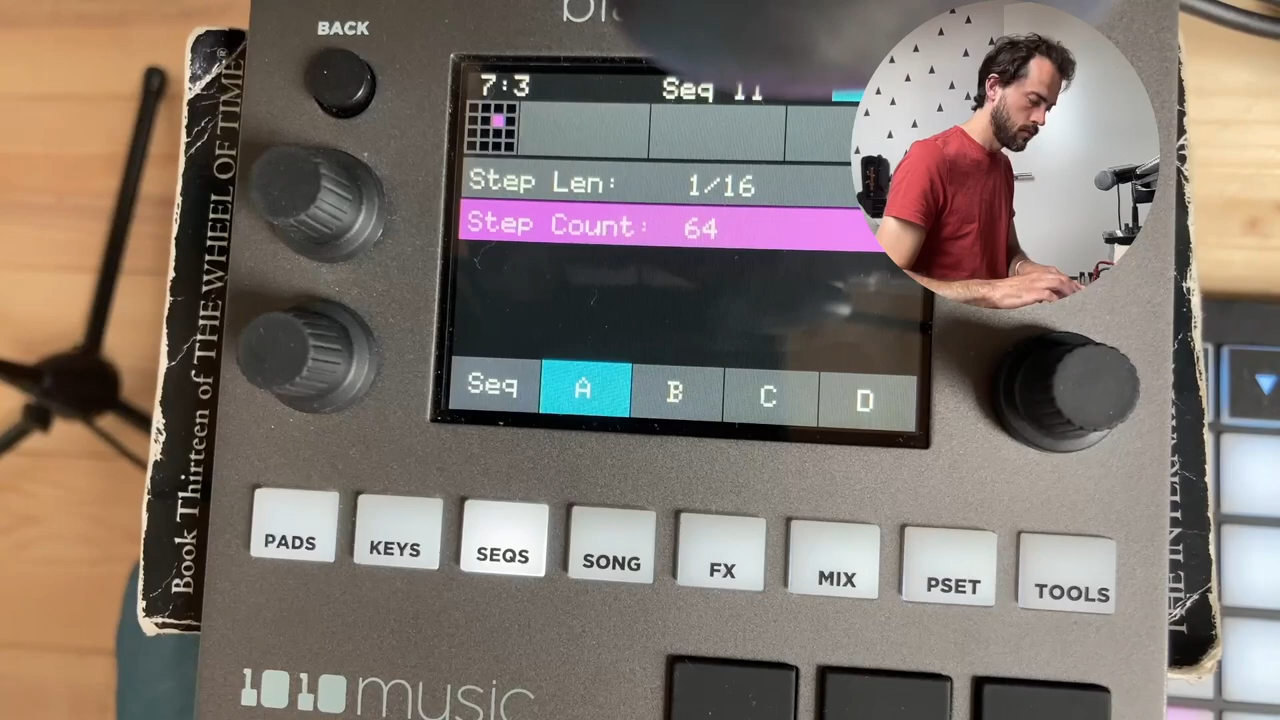 BACK
7:3 Seq 11
Step Len: 1/16
Step Count: 64
Seq A B C D
PADS KEYS SEQS SONG FX MIX PSET TOOLS
1010music
Book Thirteen of THE WHEEL OF TIME®